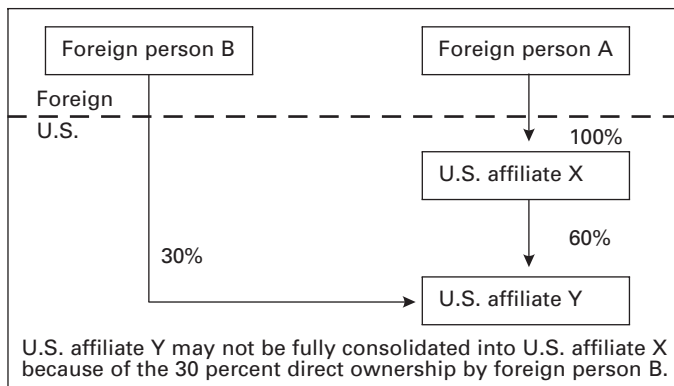 Foreign person B
Foreign person A
Foreign
U.S.
100%
U.S. affiliate X
60%
30%
U.S. affiliate Y
U.S. affiliate Y may not be fully consolidated into U.S. affiliate X
because of the 30 percent direct ownership by foreign person B.